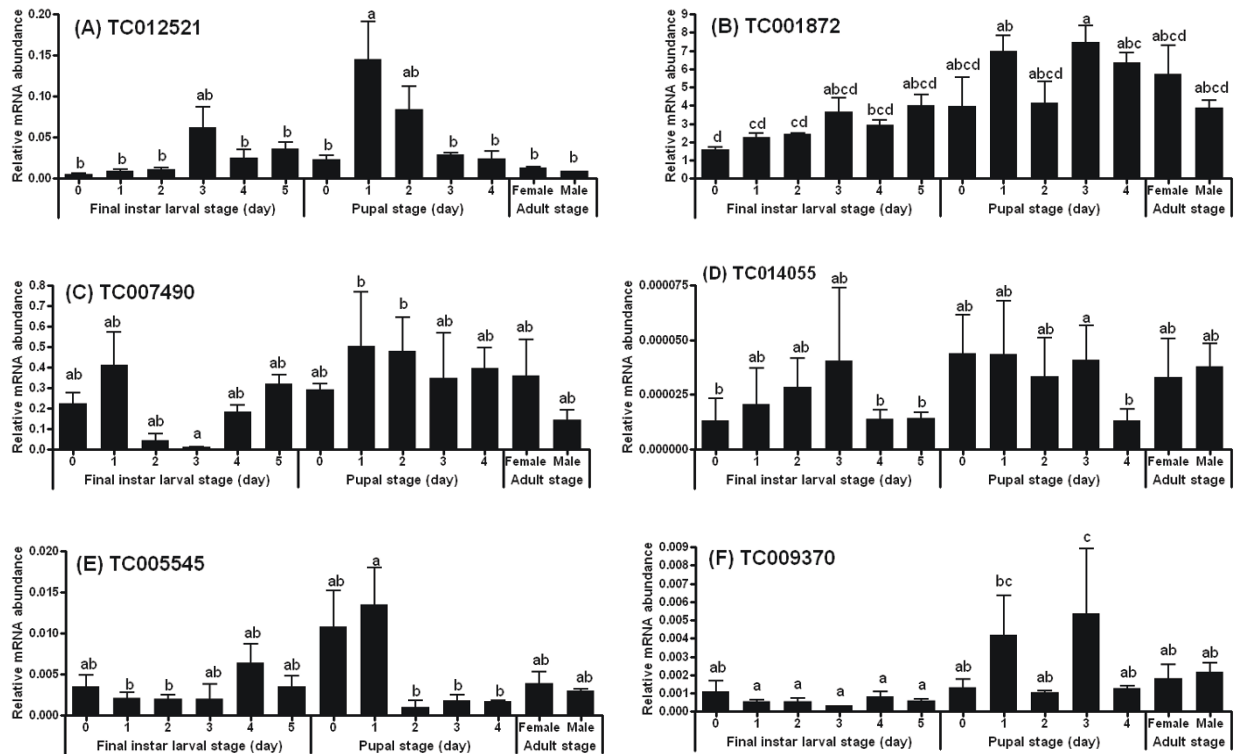 (A) TC012521
Relative mRNA abundance
0.20
0.15
0.10
0.05
0.00
b b b ab b b b a ab b b b b
0 1 2 3 4 5 0 1 2 3 4 Female Male
Final instar larval stage (day) Pupal stage (day) Adult stage
(B) TC001872
Relative mRNA abundance
9
8
7
6
5
4
3
2
1
0
d cd cd abcd bcd abcd abcd ab abcd a abc abcd abcd
0 1 2 3 4 5 0 1 2 3 4 Female Male
Final instar larval stage (day) Pupal stage (day) Adult stage
(C) TC007490
Relative mRNA abundance
0.8
0.7
0.6
0.5
0.4
0.3
0.2
0.1
0.0
ab ab ab a ab ab ab b b ab ab ab ab
0 1 2 3 4 5 0 1 2 3 4 Female Male
Final instar larval stage (day) Pupal stage (day) Adult stage
(D) TC014055
Relative mRNA abundance
0.000075
0.000050
0.000025
0.000000
b ab ab ab b b ab ab ab a b ab ab
0 1 2 3 4 5 0 1 2 3 4 Female Male
Final instar larval stage (day) Pupal stage (day) Adult stage
(E) TC005545
Relative mRNA abundance
0.020
0.015
0.010
0.005
0.000
ab b b ab ab ab ab a b b b ab ab
0 1 2 3 4 5 0 1 2 3 4 Female Male
Final instar larval stage (day) Pupal stage (day) Adult stage
(F) TC009370
Relative mRNA abundance
0.009
0.008
0.007
0.006
0.005
0.004
0.003
0.002
0.001
0.000
ab a a a a a ab bc ab c ab ab ab
0 1 2 3 4 5 0 1 2 3 4 Female Male
Final instar larval stage (day) Pupal stage (day) Adult stage